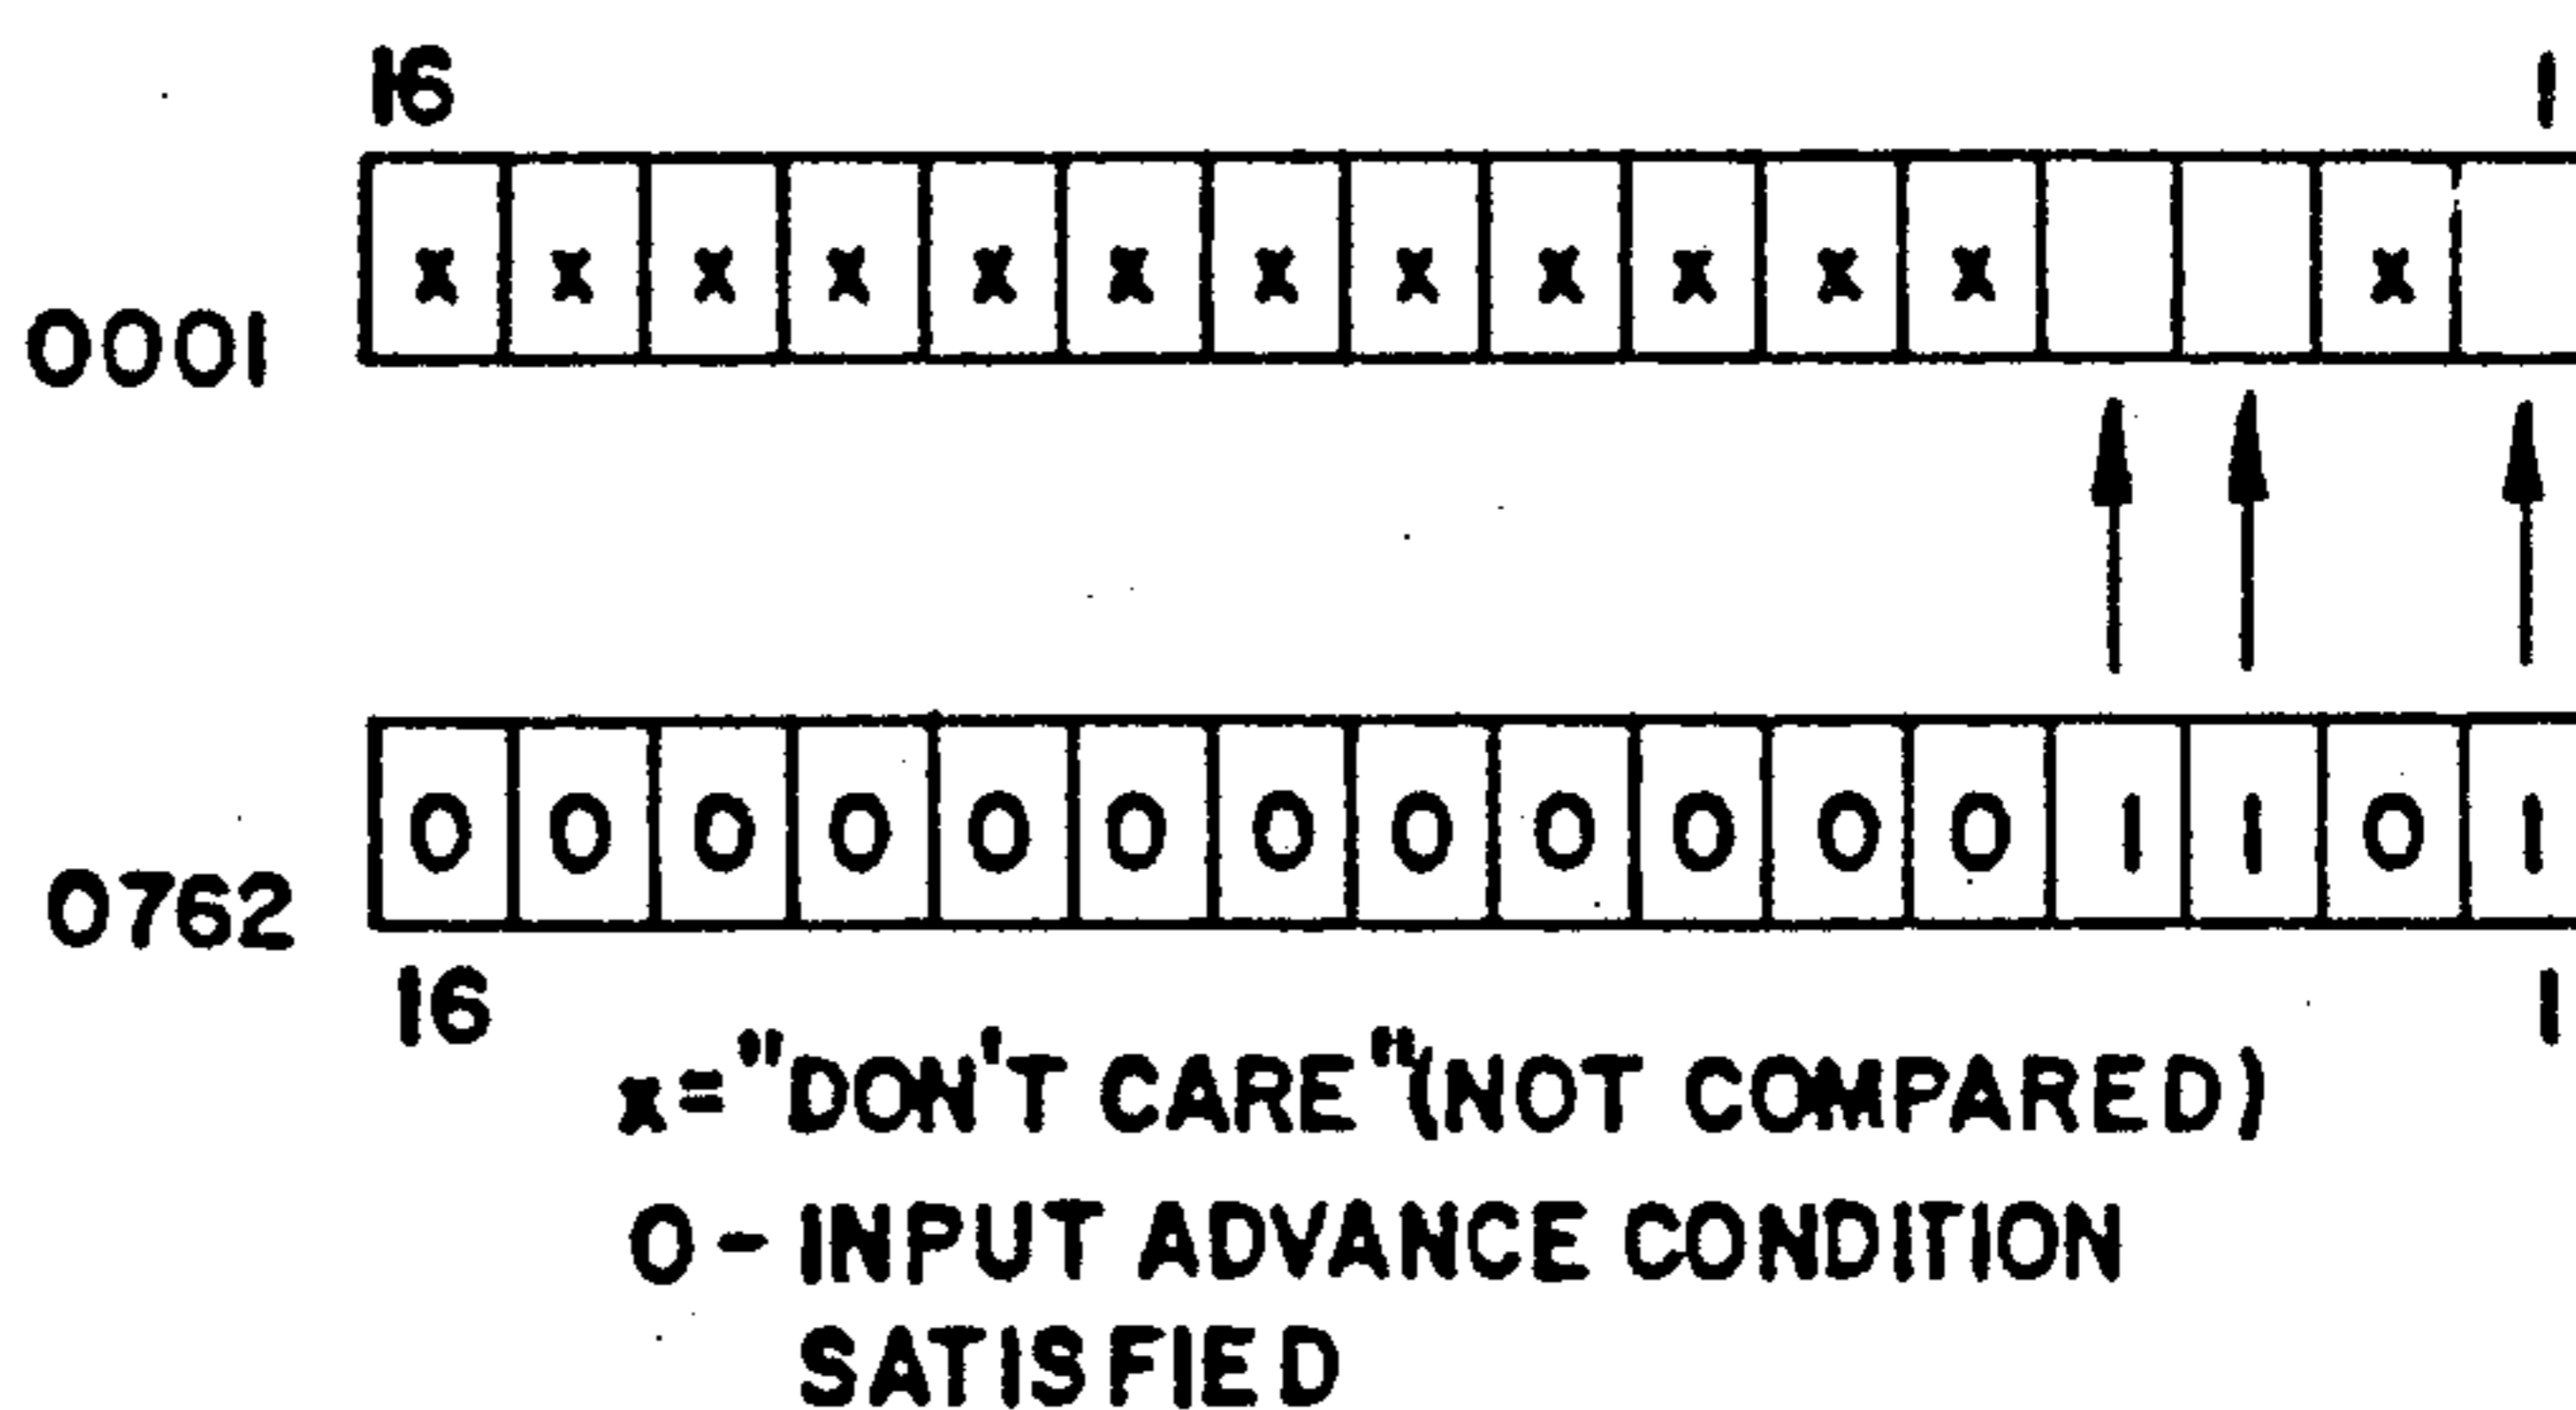 16 1
x x x x x x x x x x x x x
0001
0 0 0 0 0 0 0 0 0 0 0 0 1 1 0 1
0762
16 1
x="DON'T CARE"(NOT COMPARED)
0 - INPUT ADVANCE CONDITION
SATISFIED